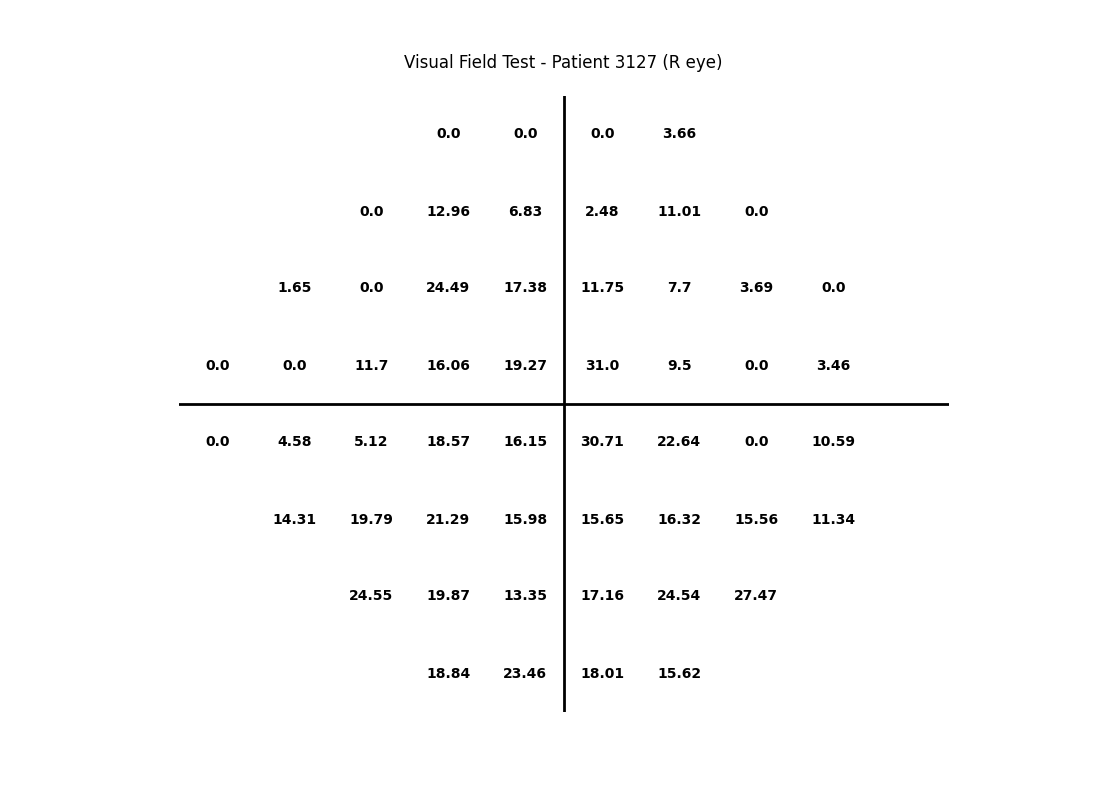 Visual Field Test - Patient 3127 (R eye)
0.0 0.0 0.0 3.66
0.0 12.96 6.83 2.48 11.01 0.0
1.65 0.0 24.49 17.38 11.75 7.7 3.69 0.0
0.0 0.0 11.7 16.06 19.27 31.0 9.5 0.0 3.46
0.0 4.58 5.12 18.57 16.15 30.71 22.64 0.0 10.59
14.31 19.79 21.29 15.98 15.65 16.32 15.56 11.34
24.55 19.87 13.35 17.16 24.54 27.47
18.84 23.46 18.01 15.62